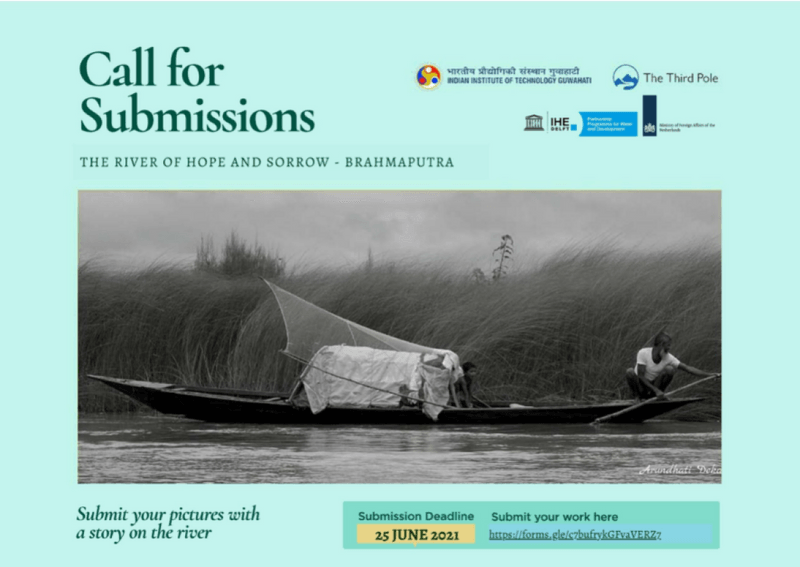 Call for
Submissions
THE RIVER OF HOPE AND SORROW - BRAHMAPUTRA
भारतीय प्रौद्योगिकी संस्थान गुवाहाटी
INDIAN INSTITUTE OF TECHNOLOGY GUWAHATI
The Third Pole
IHE
DELFT
Partnership
Programme for Water
and Development
Ministry of Foreign Affairs of the
Netherlands
Arundhati Deka
Submit your pictures with
a story on the river
Submission Deadline
25 JUNE 2021
Submit your work here
https://forms.gle/c7bufrykGFvaVERZ7